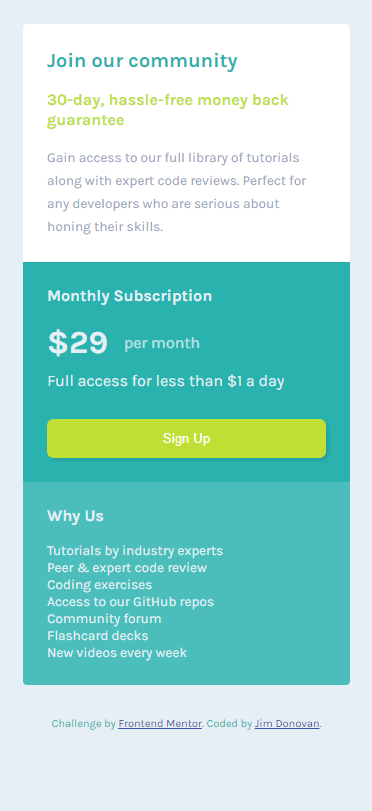 Join our community
30-day, hassle-free money back
guarantee
Gain access to our full library of tutorials
along with expert code reviews. Perfect for
any developers who are serious about
honing their skills.
Monthly Subscription
$29 per month
Full access for less than $1 a day
Sign Up
Why Us
Tutorials by industry experts
Peer & expert code review
Coding exercises
Access to our GitHub repos
Community forum
Flashcard decks
New videos every week
Challenge by Frontend Mentor. Coded by Jim Donovan.